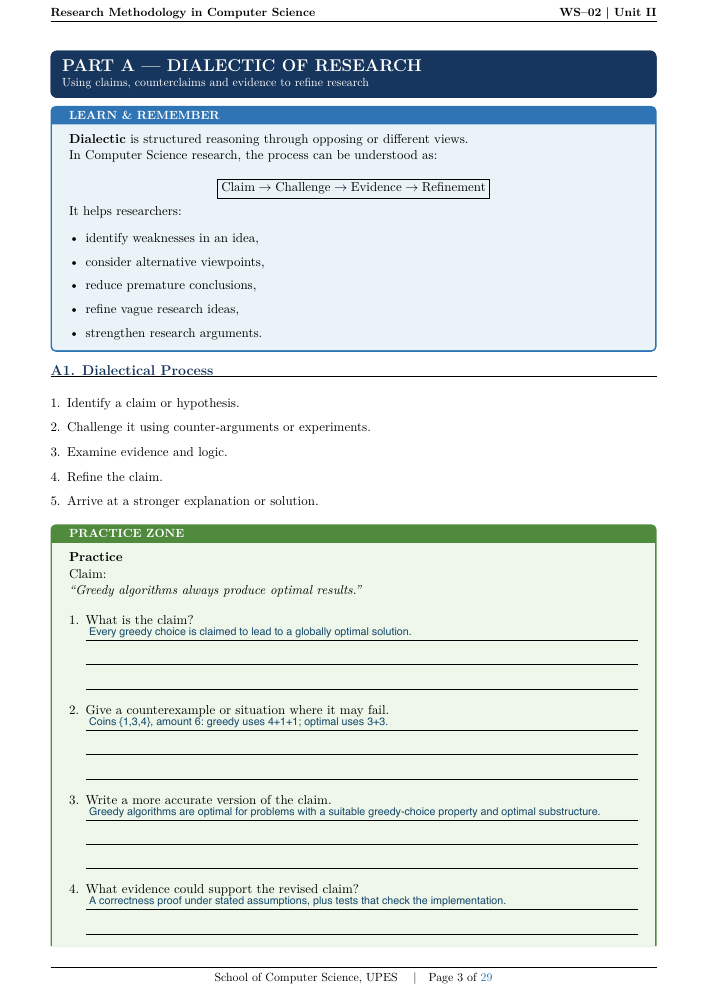 Research Methodology in Computer Science WS–02 | Unit II
PART A — DIALECTIC OF RESEARCH
Using claims, counterclaims and evidence to refine research
LEARN & REMEMBER
Dialectic is structured reasoning through opposing or different views.
In Computer Science research, the process can be understood as:
Claim → Challenge → Evidence → Refinement
It helps researchers:
• identify weaknesses in an idea,
• consider alternative viewpoints,
• reduce premature conclusions,
• refine vague research ideas,
• strengthen research arguments.
A1. Dialectical Process
1. Identify a claim or hypothesis.
2. Challenge it using counter-arguments or experiments.
3. Examine evidence and logic.
4. Refine the claim.
5. Arrive at a stronger explanation or solution.
PRACTICE ZONE
Practice
Claim:
“Greedy algorithms always produce optimal results.”
1. What is the claim?
Every greedy choice is claimed to lead to a globally optimal solution.
2. Give a counterexample or situation where it may fail.
Coins {1,3,4}, amount 6: greedy uses 4+1+1; optimal uses 3+3.
3. Write a more accurate version of the claim.
Greedy algorithms are optimal for problems with a suitable greedy-choice property and optimal substructure.
4. What evidence could support the revised claim?
A correctness proof under stated assumptions, plus tests that check the implementation.
School of Computer Science, UPES | Page 3 of 29